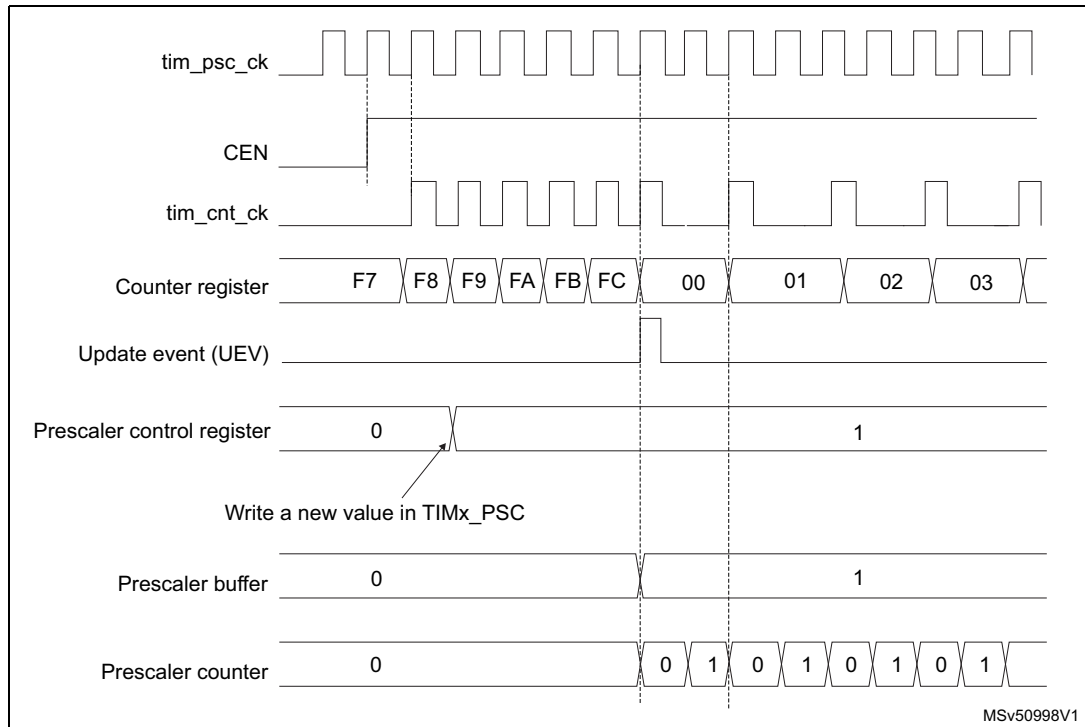 tim_psc_ck
CEN
tim_cnt_ck
Counter register F7 F8 F9 FA FB FC 00 01 02 03
Update event (UEV)
Prescaler control register 0 1
Write a new value in TIMx_PSC
Prescaler buffer 0 1
Prescaler counter 0 0 1 0 1 0 1 0 1
MSv50998V1